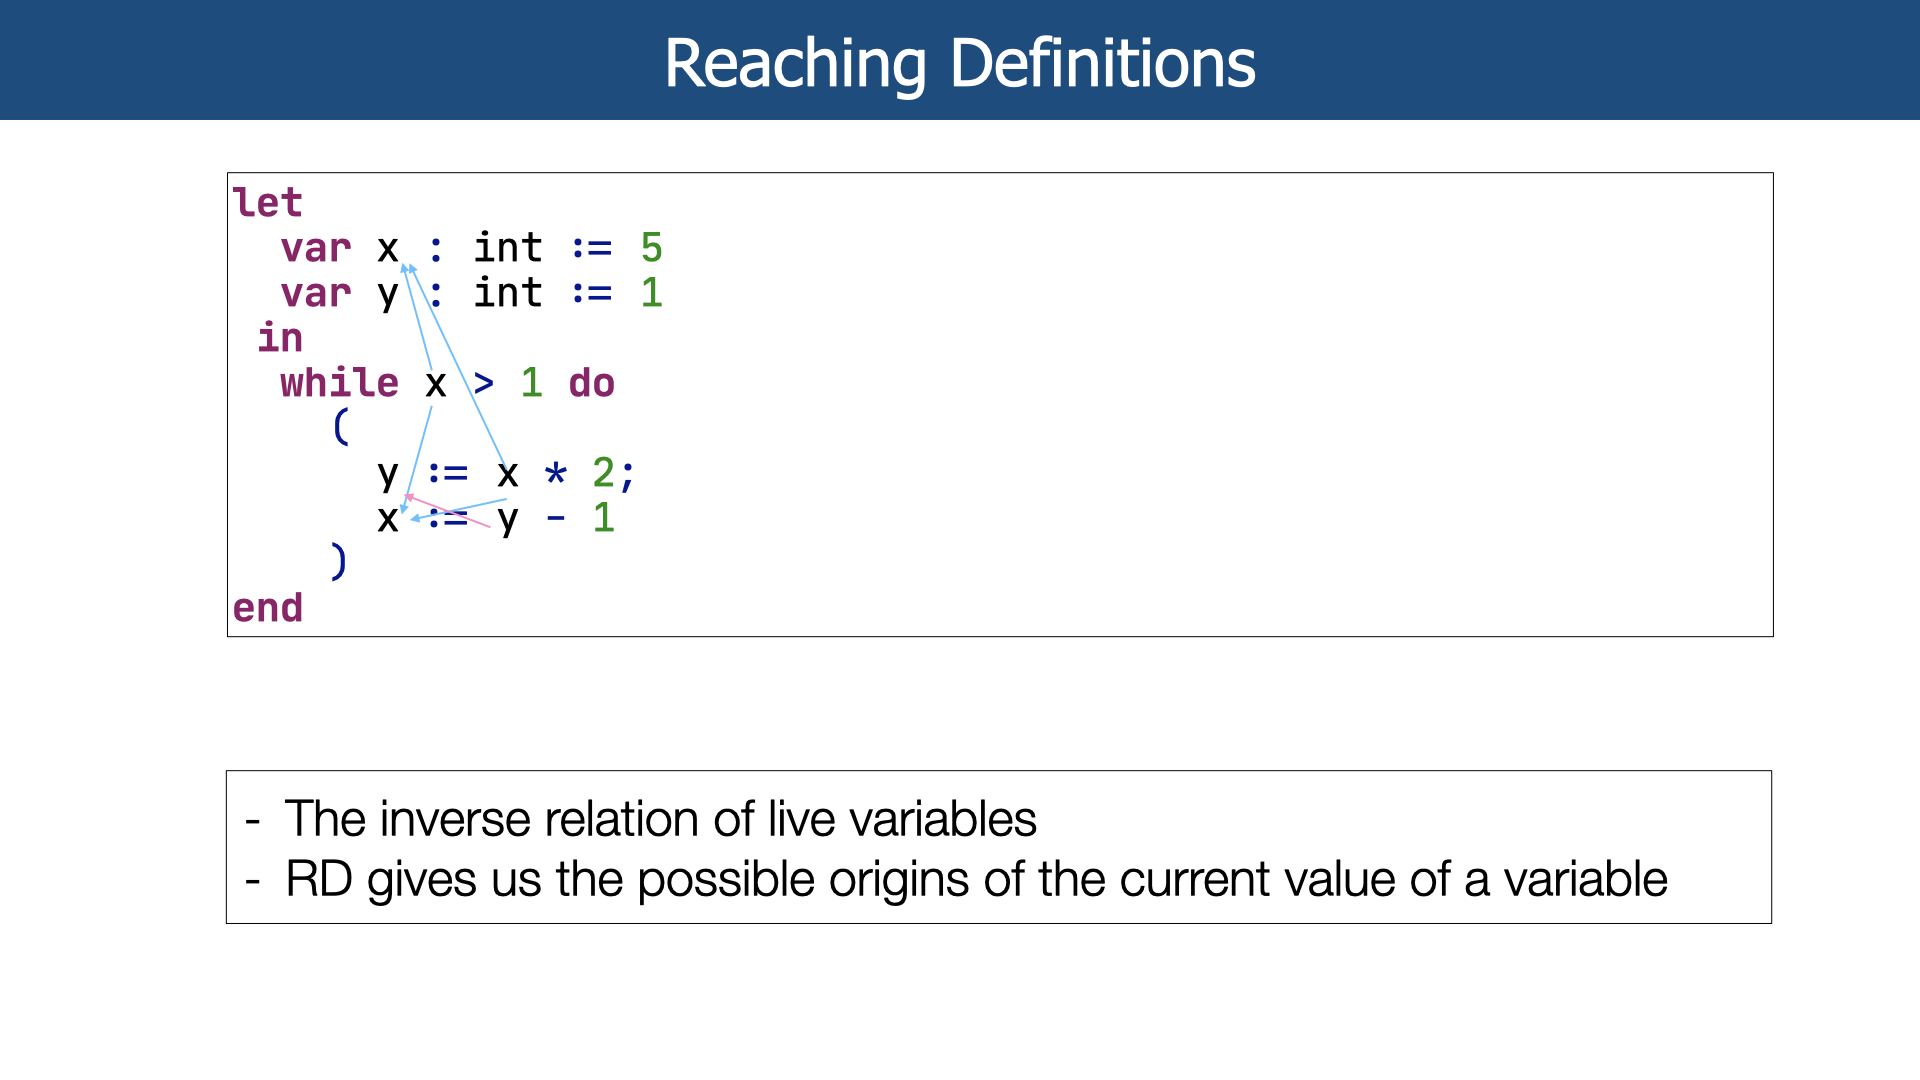 Reaching Definitions
let
  var x : int := 5
  var y : int := 1
 in
  while x > 1 do
    (
      y := x * 2;
      x := y - 1
    )
end
- The inverse relation of live variables
- RD gives us the possible origins of the current value of a variable